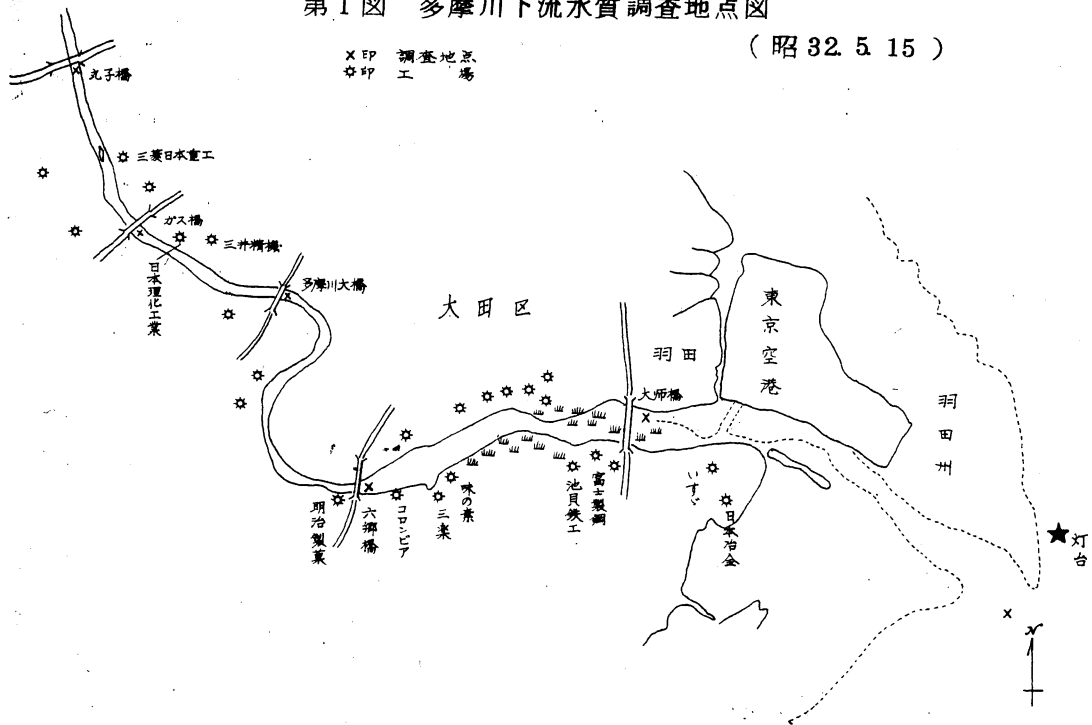 第1図 多摩川下流水質調査地点図
(昭32.5.15)
×印 調査地点
☼印 工場
丸子橋
三菱日本重工
ガス橋
三井精機
日本理化工業
多摩川大橋
大田区
羽田
東京空港
羽田州
大师橋
明治製菓
六郷橋
コロンビア
三楽
味の素
池貝鉄工
富士製鋼
いすゞ
日本冶金
灯台
N